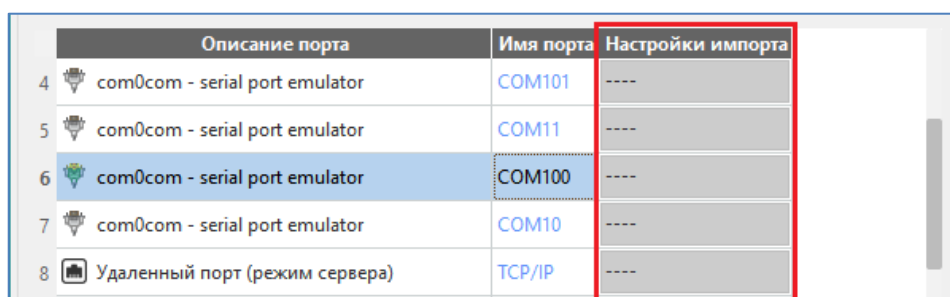 Описание порта Имя порта Настройки импорта
4 com0com - serial port emulator COM101 ----
5 com0com - serial port emulator COM11 ----
6 com0com - serial port emulator COM100 ----
7 com0com - serial port emulator COM10 ----
8 Удаленный порт (режим сервера) TCP/IP ----